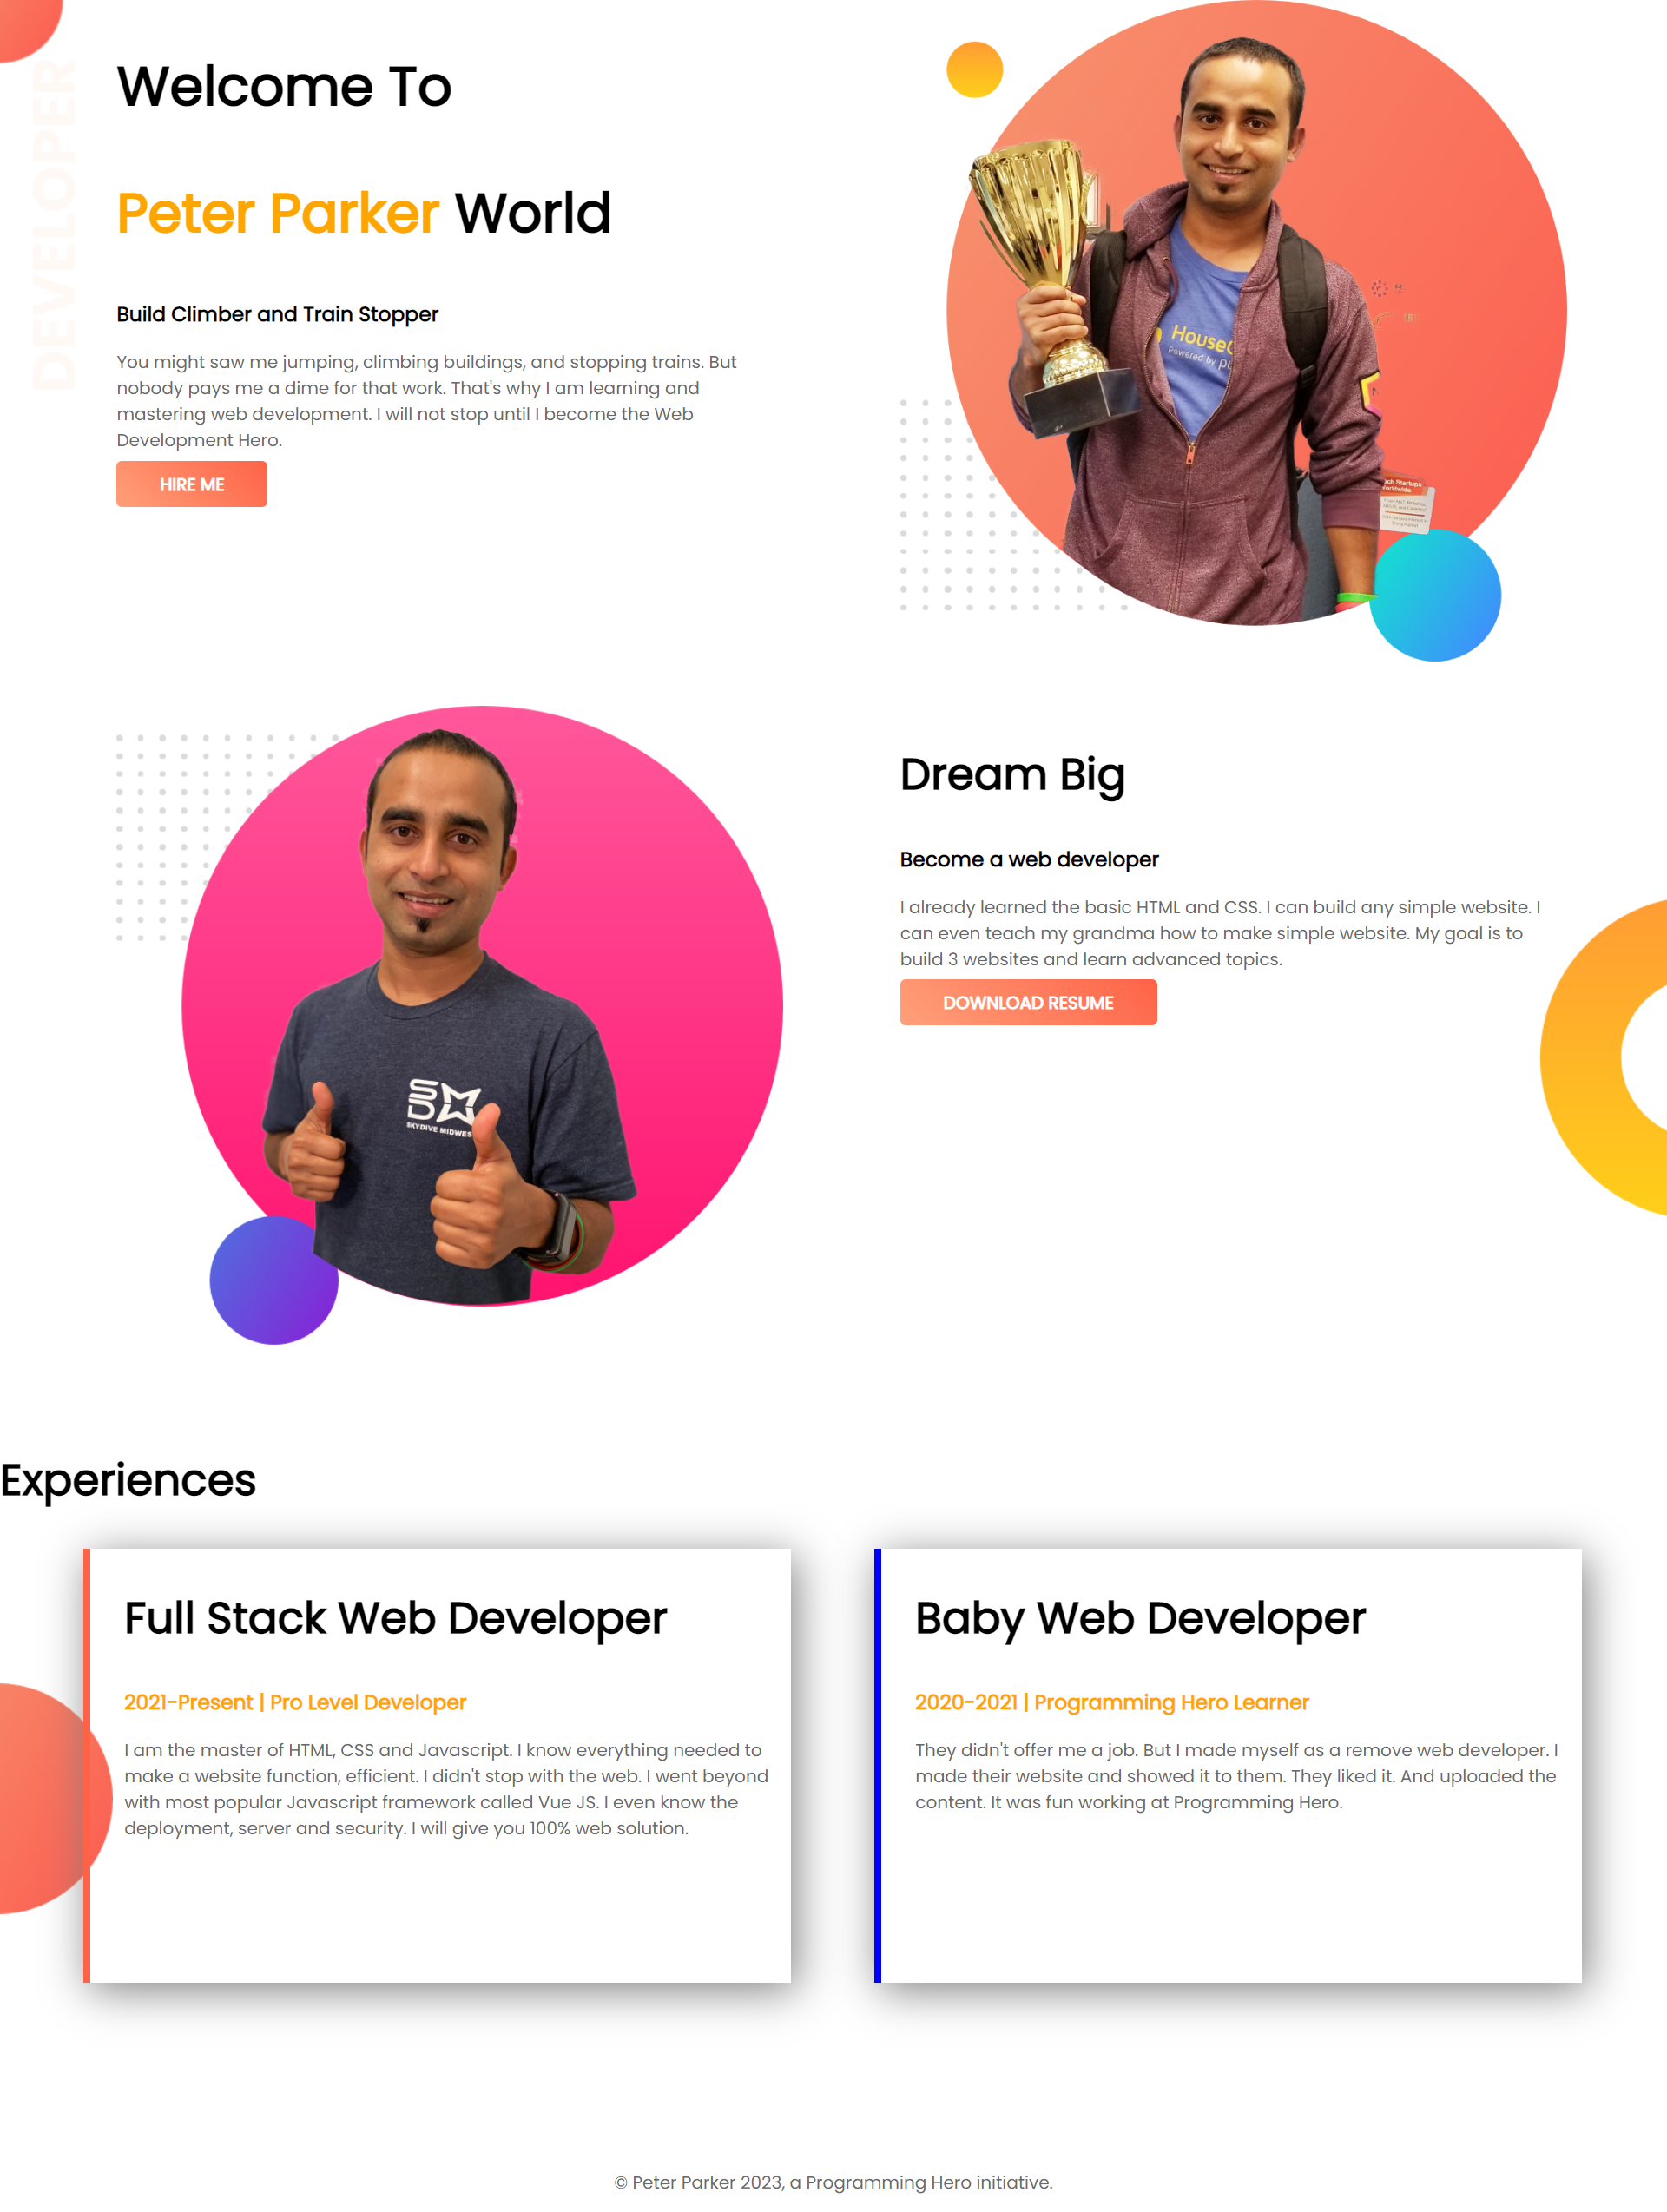 DEVELOPER
Welcome To
Peter Parker World
Build Climber and Train Stopper
You might saw me jumping, climbing buildings, and stopping trains. But
nobody pays me a dime for that work. That's why I am learning and
mastering web development. I will not stop until I become the Web
Development Hero.
HIRE ME
Powered by
Dream Big
Become a web developer
I already learned the basic HTML and CSS. I can build any simple website. I
can even teach my grandma how to make simple website. My goal is to
build 3 websites and learn advanced topics.
DOWNLOAD RESUME
SKYDIVE MIDWES
Experiences
Full Stack Web Developer
2021-Present | Pro Level Developer
I am the master of HTML, CSS and Javascript. I know everything needed to
make a website function, efficient. I didn't stop with the web. I went beyond
with most popular Javascript framework called Vue JS. I even know the
deployment, server and security. I will give you 100% web solution.
Baby Web Developer
2020-2021 | Programming Hero Learner
They didn't offer me a job. But I made myself as a remove web developer. I
made their website and showed it to them. They liked it. And uploaded the
content. It was fun working at Programming Hero.
© Peter Parker 2023, a Programming Hero initiative.